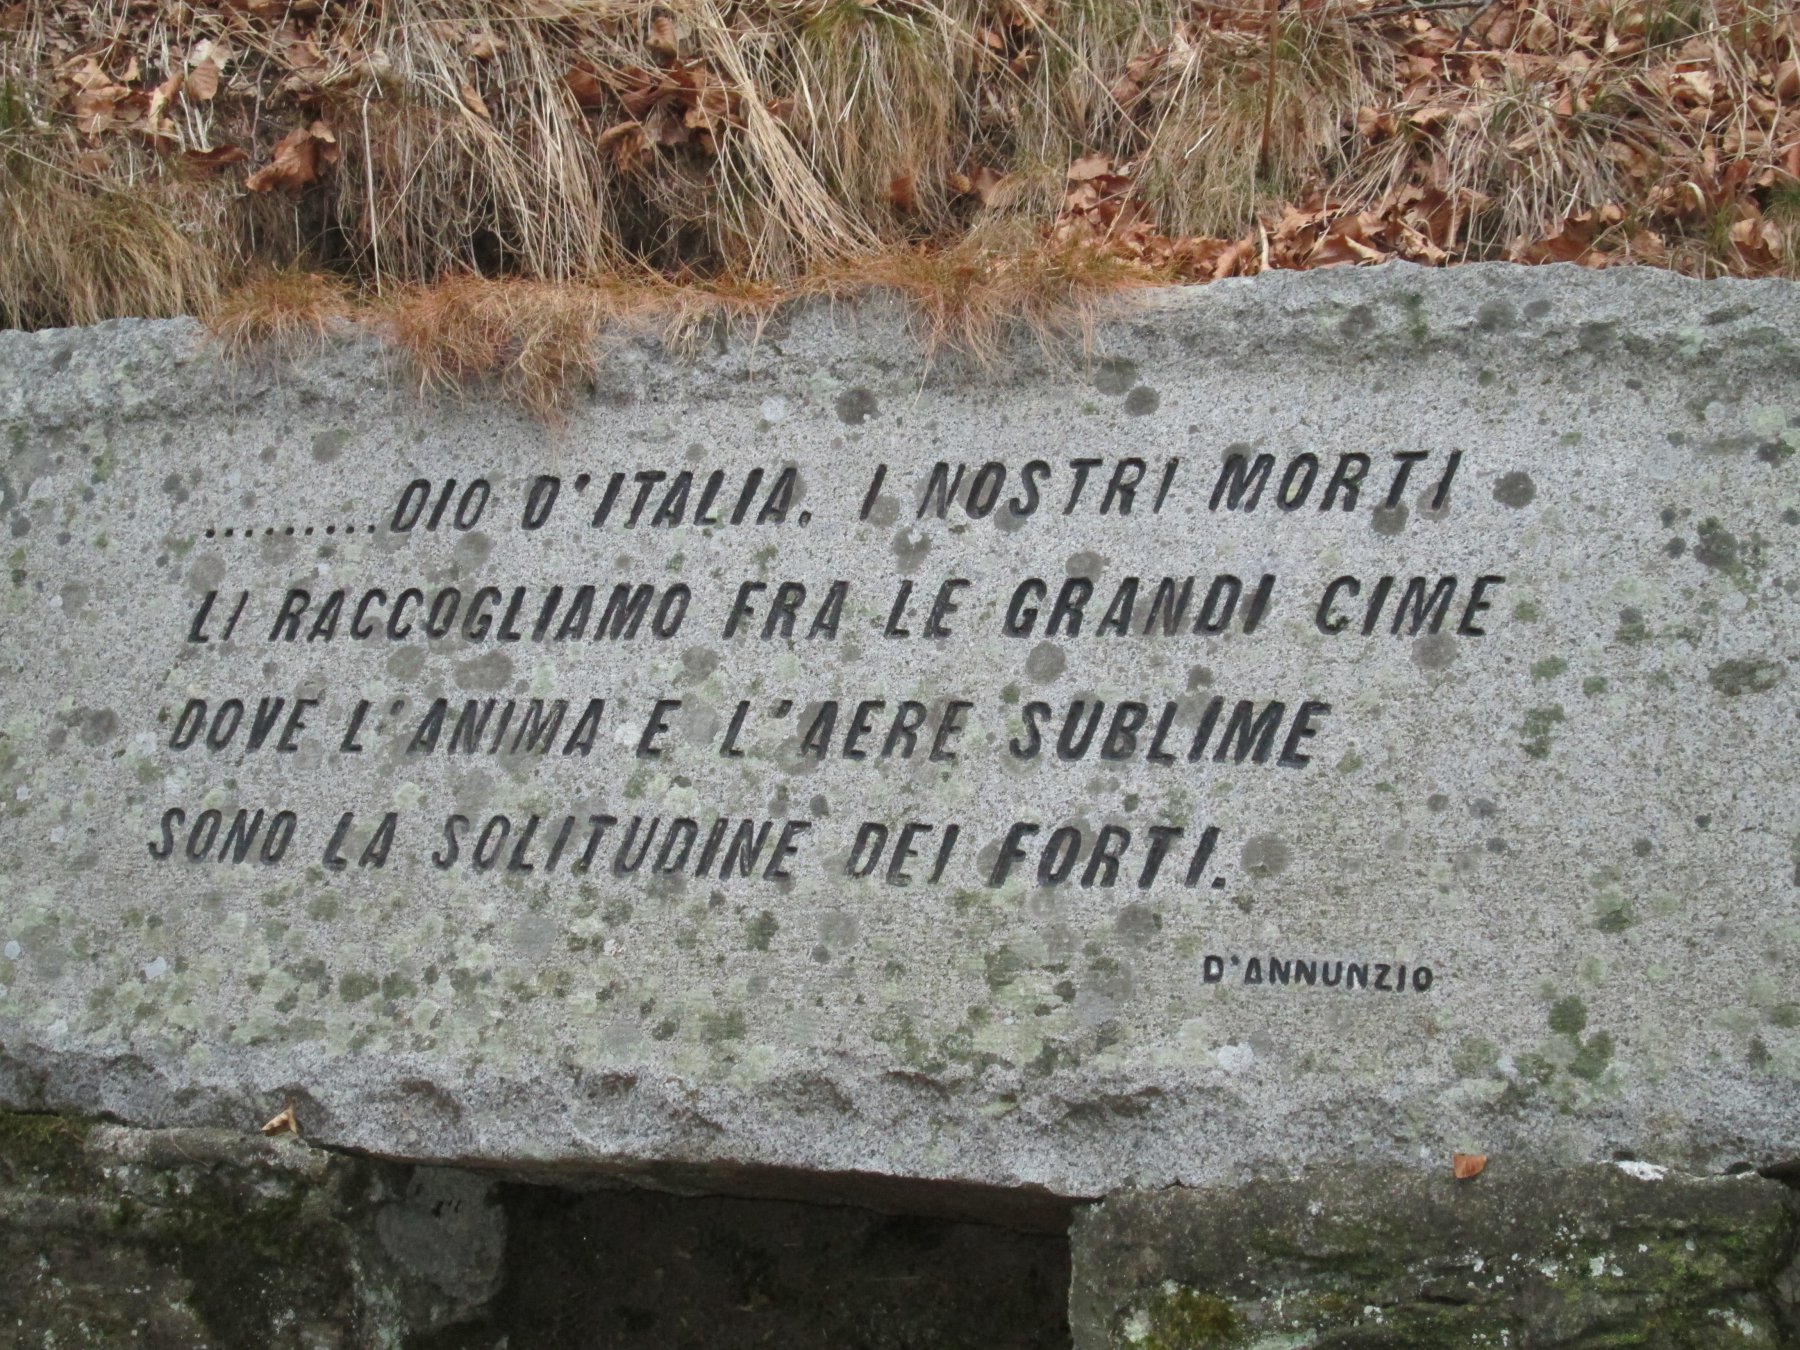 .........DIO D'ITALIA. I NOSTRI MORTI
LI RACCOGLIAMO FRA LE GRANDI CIME
DOVE L'ANIMA E L'AERE SUBLIME
SONO LA SOLITUDINE DEI FORTI.
D'ANNUNZIO